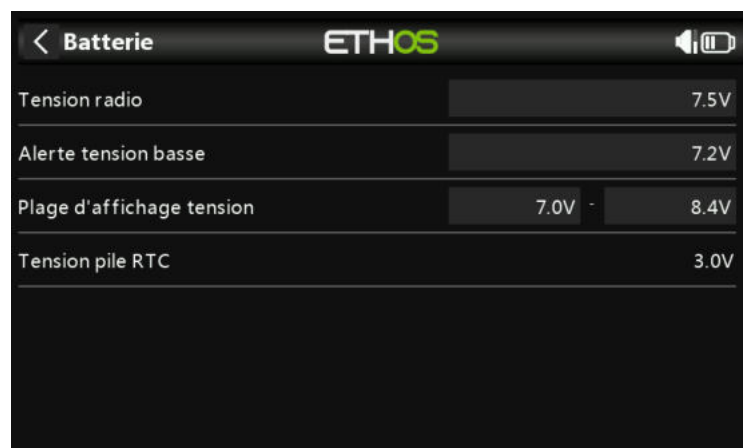 Batterie ETHOS
Tension radio 7.5V
Alerte tension basse 7.2V
Plage d'affichage tension 7.0V - 8.4V
Tension pile RTC 3.0V